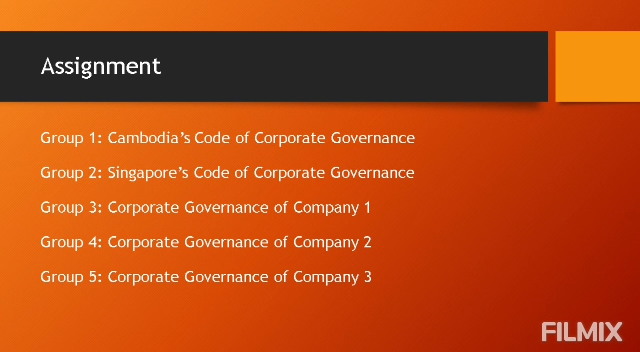 Assignment
Group 1: Cambodia's Code of Corporate Governance
Group 2: Singapore's Code of Corporate Governance
Group 3: Corporate Governance of Company 1
Group 4: Corporate Governance of Company 2
Group 5: Corporate Governance of Company 3
FILMIX